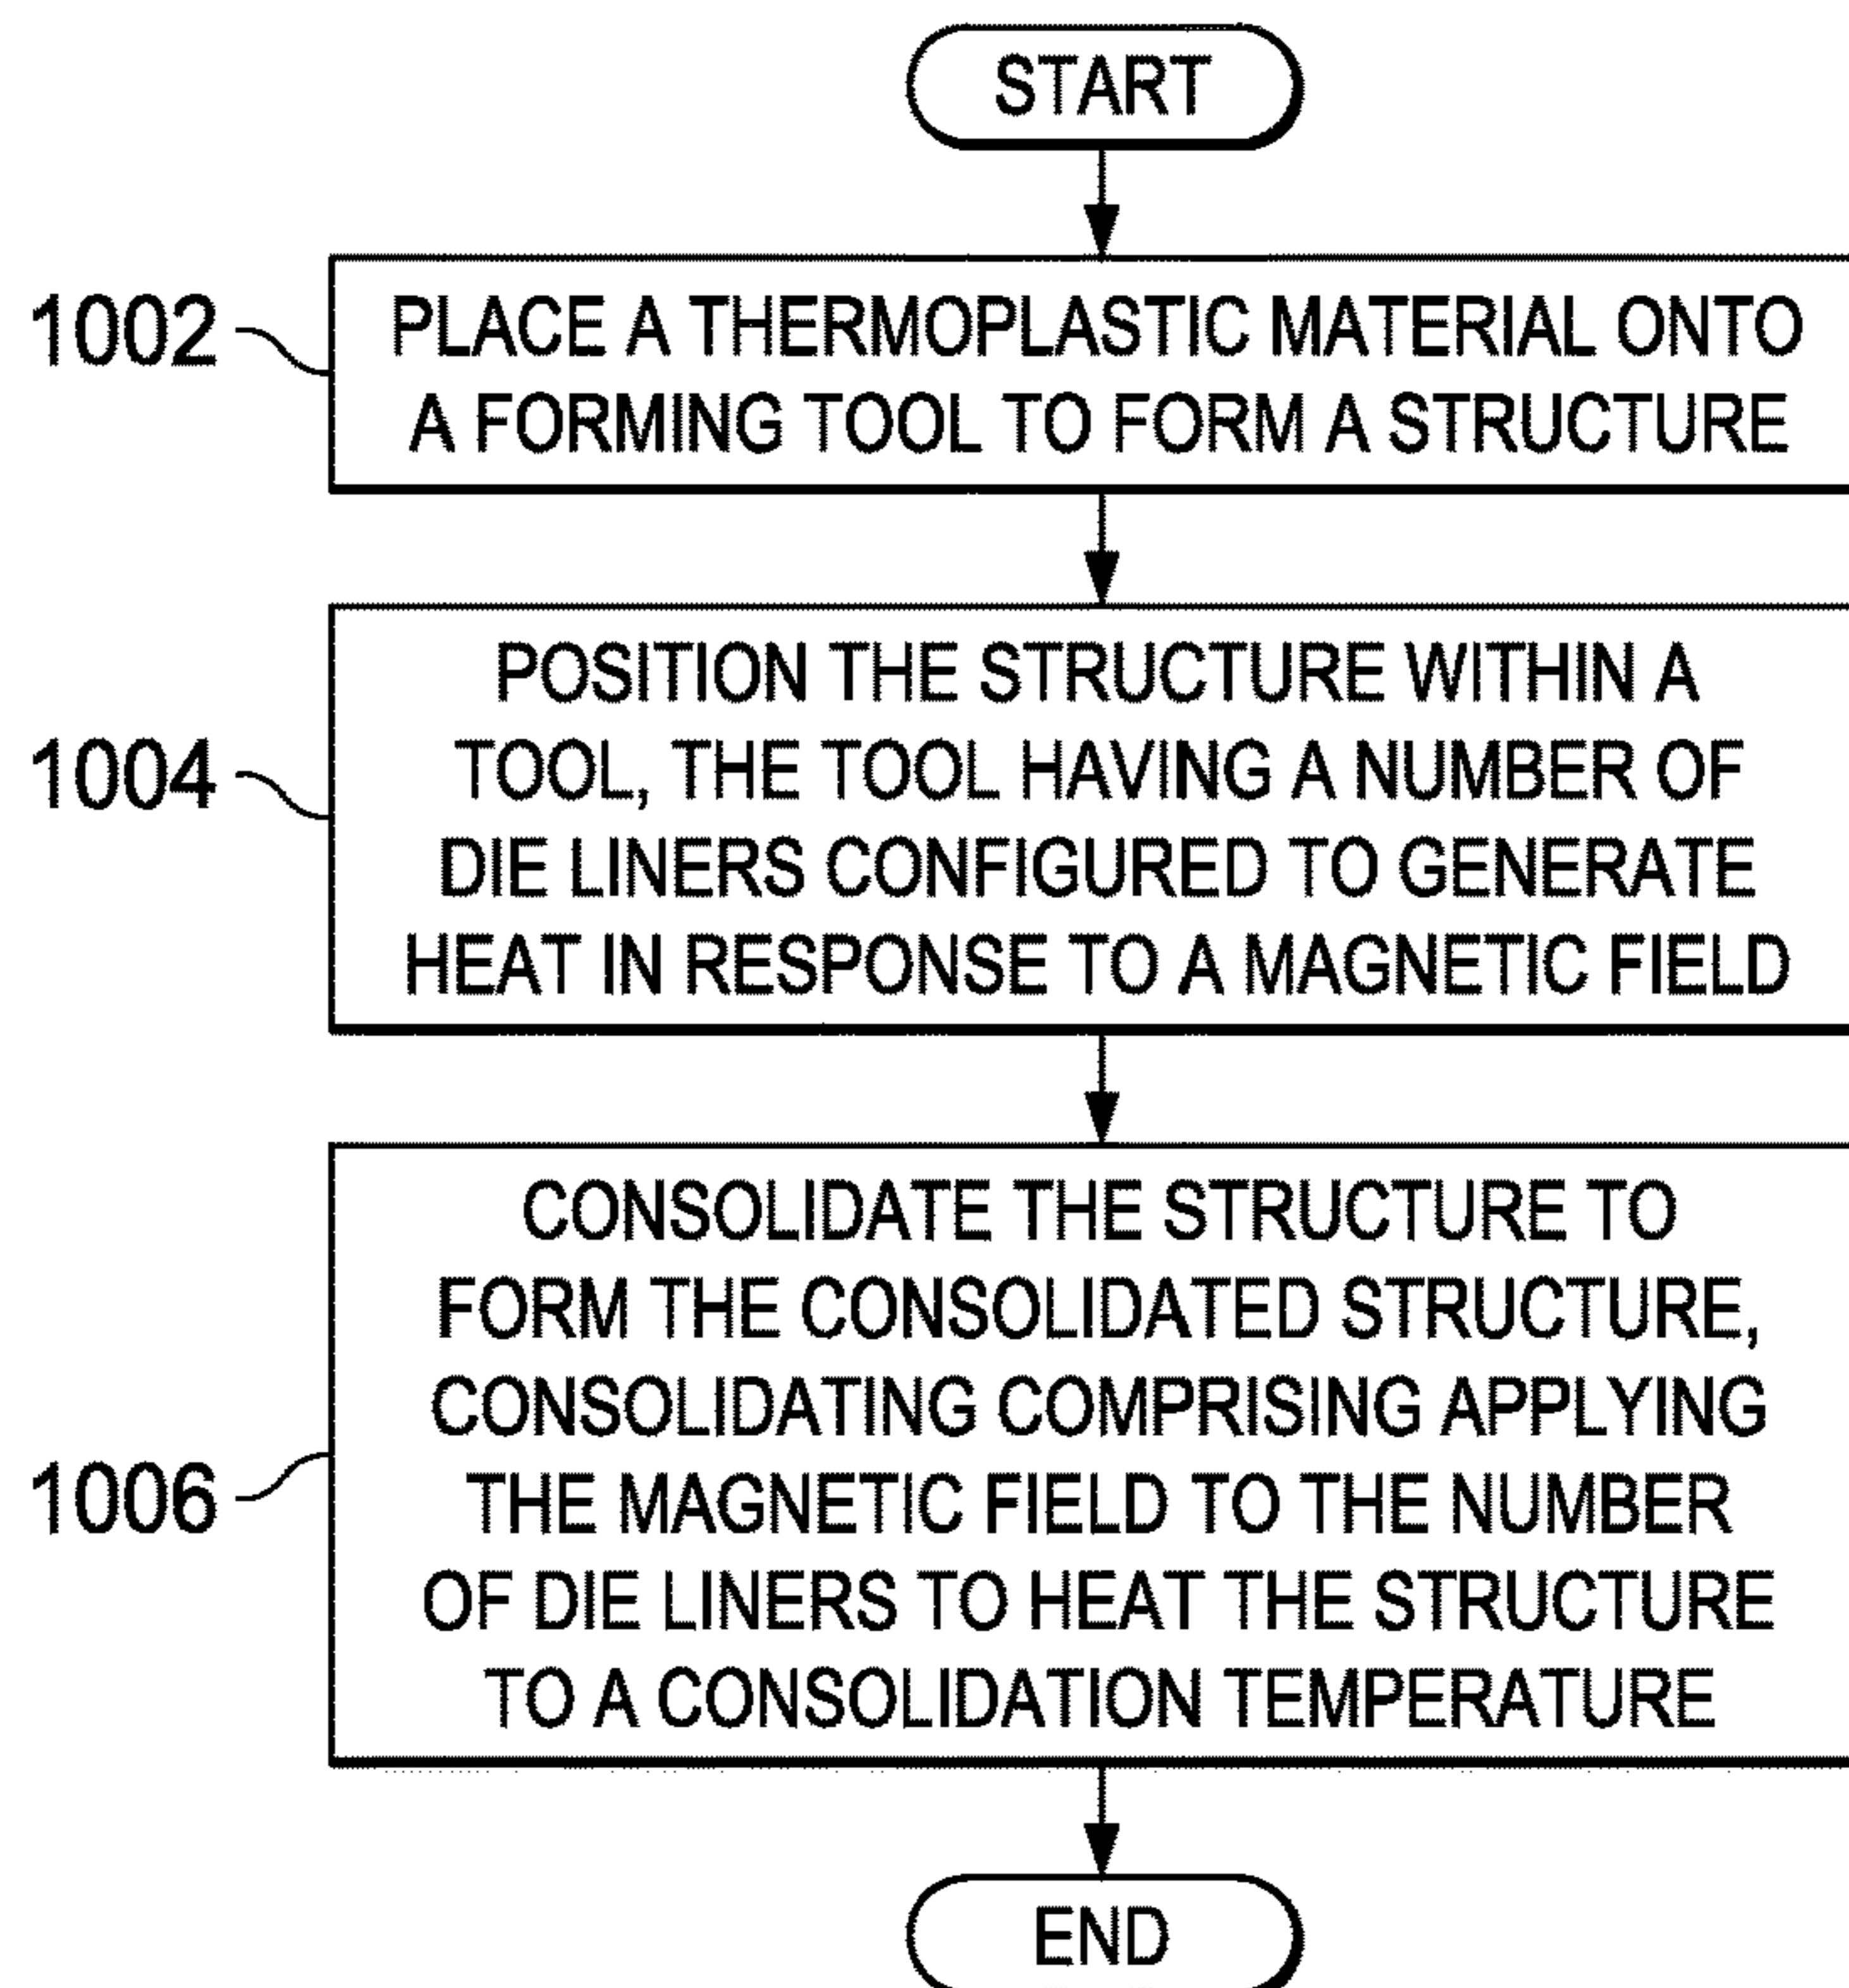 START
1002
PLACE A THERMOPLASTIC MATERIAL ONTO
A FORMING TOOL TO FORM A STRUCTURE
1004
POSITION THE STRUCTURE WITHIN A
TOOL, THE TOOL HAVING A NUMBER OF
DIE LINERS CONFIGURED TO GENERATE
HEAT IN RESPONSE TO A MAGNETIC FIELD
1006
CONSOLIDATE THE STRUCTURE TO
FORM THE CONSOLIDATED STRUCTURE,
CONSOLIDATING COMPRISING APPLYING
THE MAGNETIC FIELD TO THE NUMBER
OF DIE LINERS TO HEAT THE STRUCTURE
TO A CONSOLIDATION TEMPERATURE
END